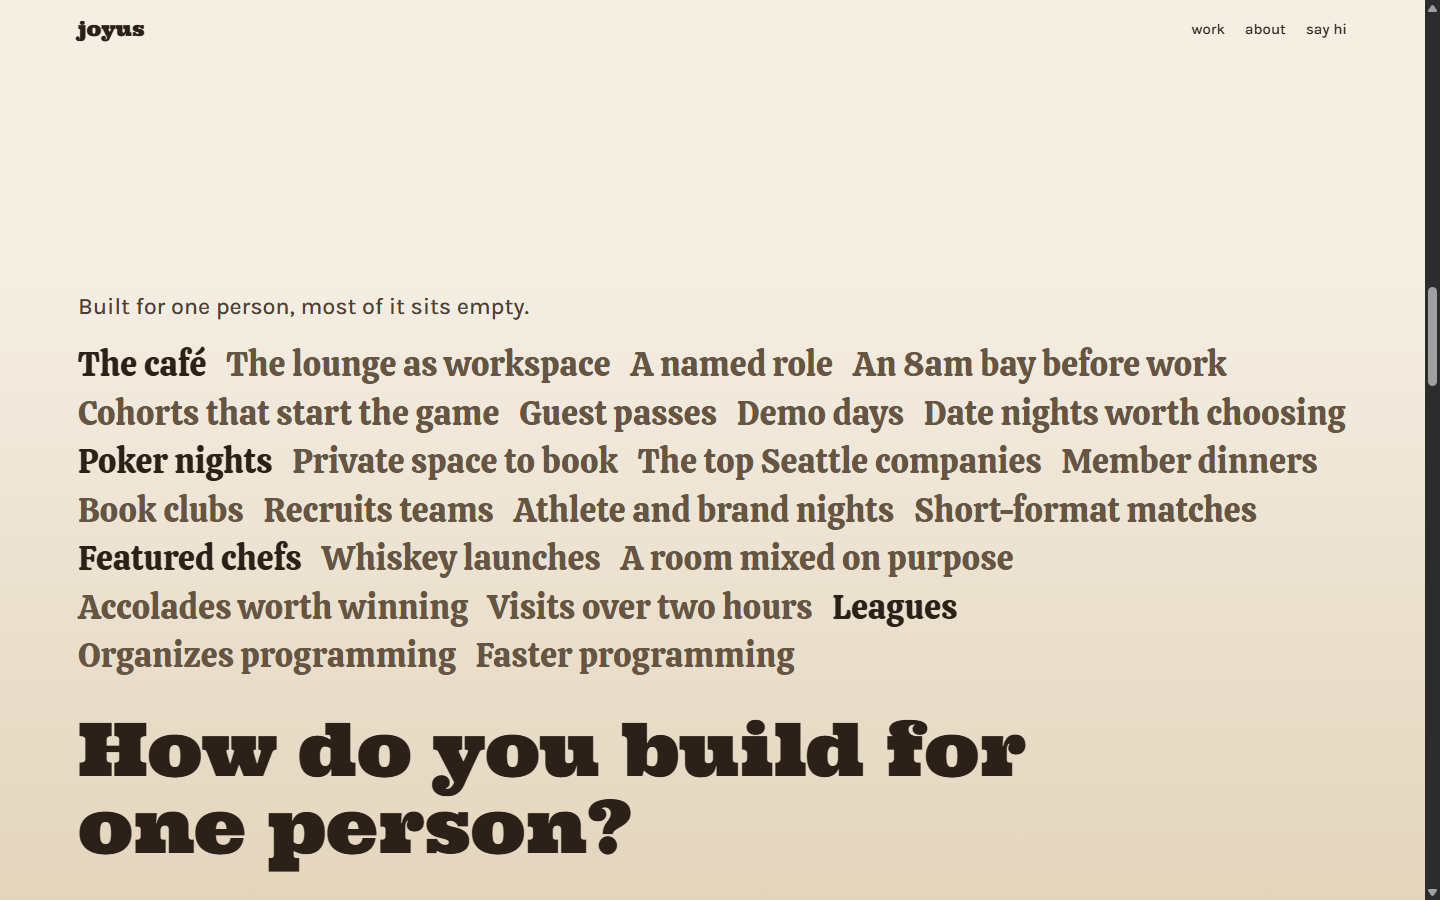 joyus
work about say hi
Built for one person, most of it sits empty.
The café The lounge as workspace A named role An 8am bay before work
Cohorts that start the game Guest passes Demo days Date nights worth choosing
Poker nights Private space to book The top Seattle companies Member dinners
Book clubs Recruits teams Athlete and brand nights Short-format matches
Featured chefs Whiskey launches A room mixed on purpose
Accolades worth winning Visits over two hours Leagues
Organizes programming Faster programming
How do you build for
one person?